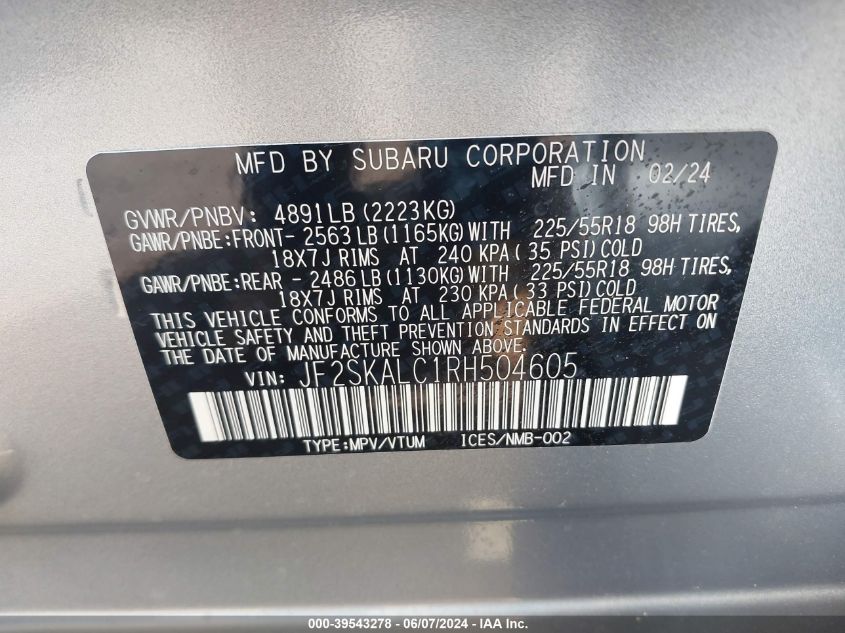 MFD BY SUBARU CORPORATION
MFD IN 02/24
GVWR/PNBV: 4891LB (2223KG)
GAWR/PNBE:FRONT- 2563 LB (1165KG) WITH 225/55R18 98H TIRES,
18X7J RIMS AT 240 KPA( 35 PSI) COLD
GAWR/PNBE:REAR - 2486 LB (1130KG) WITH 225/55R18 98H TIRES,
18X7J RIMS AT 230 KPA( 33 PSI) COLD
THIS VEHICLE CONFORMS TO ALL APPLICABLE FEDERAL MOTOR
VEHICLE SAFETY AND THEFT PREVENTION STANDARDS IN EFFECT ON
THE DATE OF MANUFACTURE SHOWN ABOVE.
VIN: JF2SKALC1RH504605
TYPE:MPV/VTUM ICES/NMB-002
000-39543278 - 06/07/2024 - IAA Inc.